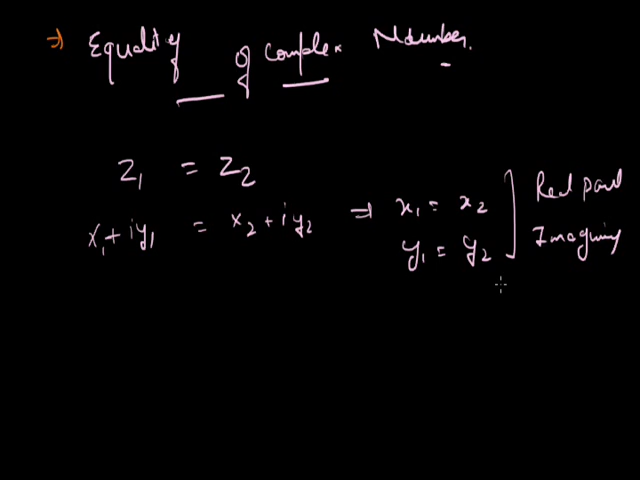 ⇒ Equality of Complex Number.
z₁ = z₂
x₁ + iy₁ = x₂ + iy₂ ⇒ x₁ = x₂ Real part
y₁ = y₂ Imaginary